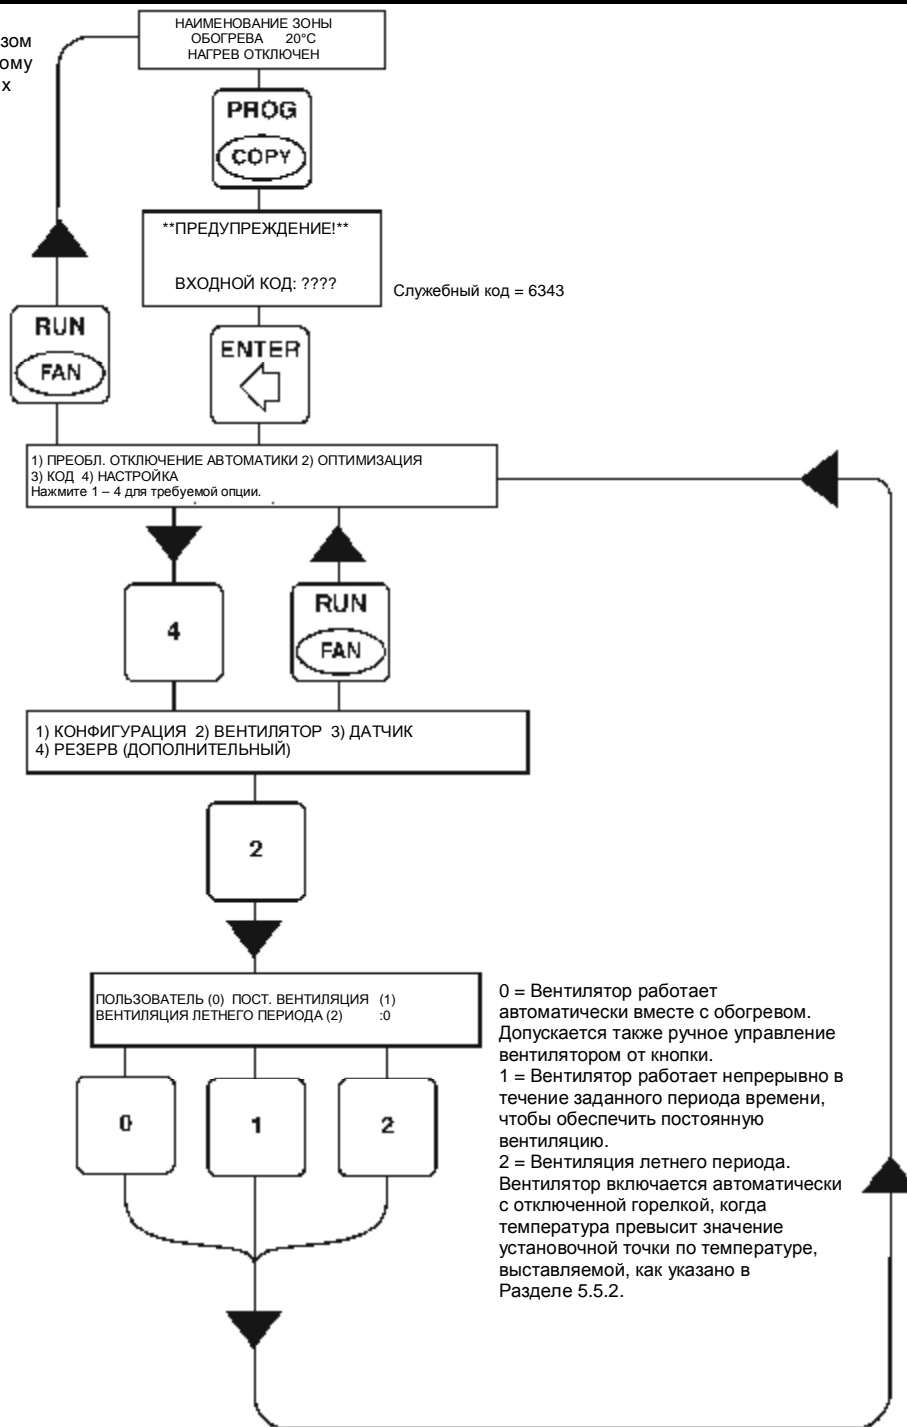 НАИМЕНОВАНИЕ ЗОНЫ
ОБОГРЕВА 20°C
НАГРЕВ ОТКЛЮЧЕН
зом
ому
х
PROG
COPY
**ПРЕДУПРЕЖДЕНИЕ!**
ВХОДНОЙ КОД: ????
Служебный код = 6343
RUN
FAN
ENTER
1) ПРЕОБЛ. ОТКЛЮЧЕНИЕ АВТОМАТИКИ 2) ОПТИМИЗАЦИЯ
3) КОД 4) НАСТРОЙКА
Нажмите 1 – 4 для требуемой опции.
4
RUN
FAN
1) КОНФИГУРАЦИЯ 2) ВЕНТИЛЯТОР 3) ДАТЧИК
4) РЕЗЕРВ (ДОПОЛНИТЕЛЬНЫЙ)
2
ПОЛЬЗОВАТЕЛЬ (0) ПОСТ. ВЕНТИЛЯЦИЯ (1)
ВЕНТИЛЯЦИЯ ЛЕТНЕГО ПЕРИОДА (2) :0
0
1
2
0 = Вентилятор работает
автоматически вместе с обогревом.
Допускается также ручное управление
вентилятором от кнопки.
1 = Вентилятор работает непрерывно в
течение заданного периода времени,
чтобы обеспечить постоянную
вентиляцию.
2 = Вентиляция летнего периода.
Вентилятор включается автоматически
с отключенной горелкой, когда
температура превысит значение
установочной точки по температуре,
выставляемой, как указано в
Разделе 5.5.2.